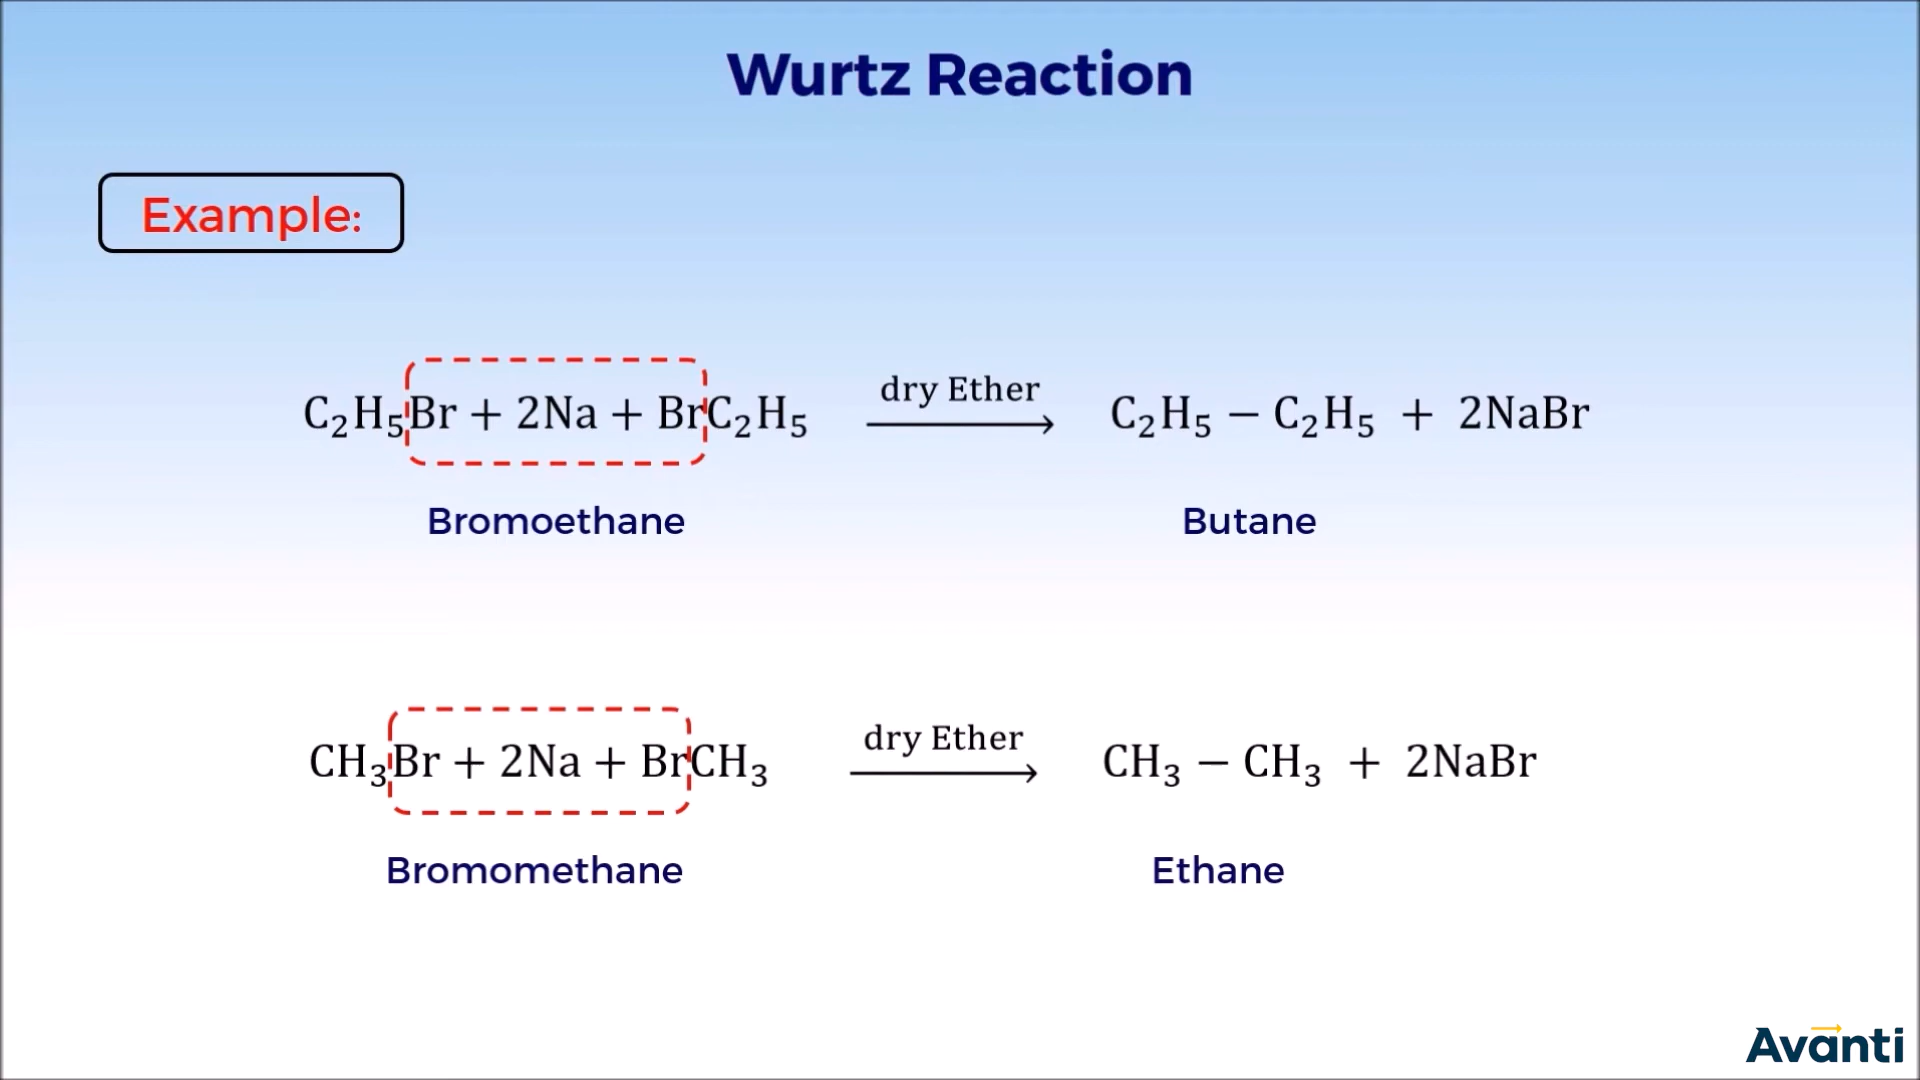 Wurtz Reaction
Example:
C₂H₅Br + 2Na + BrC₂H₅ dry Ether ⟶ C₂H₅ − C₂H₅ + 2NaBr
Bromoethane Butane
CH₃Br + 2Na + BrCH₃ dry Ether ⟶ CH₃ − CH₃ + 2NaBr
Bromomethane Ethane
Avanti